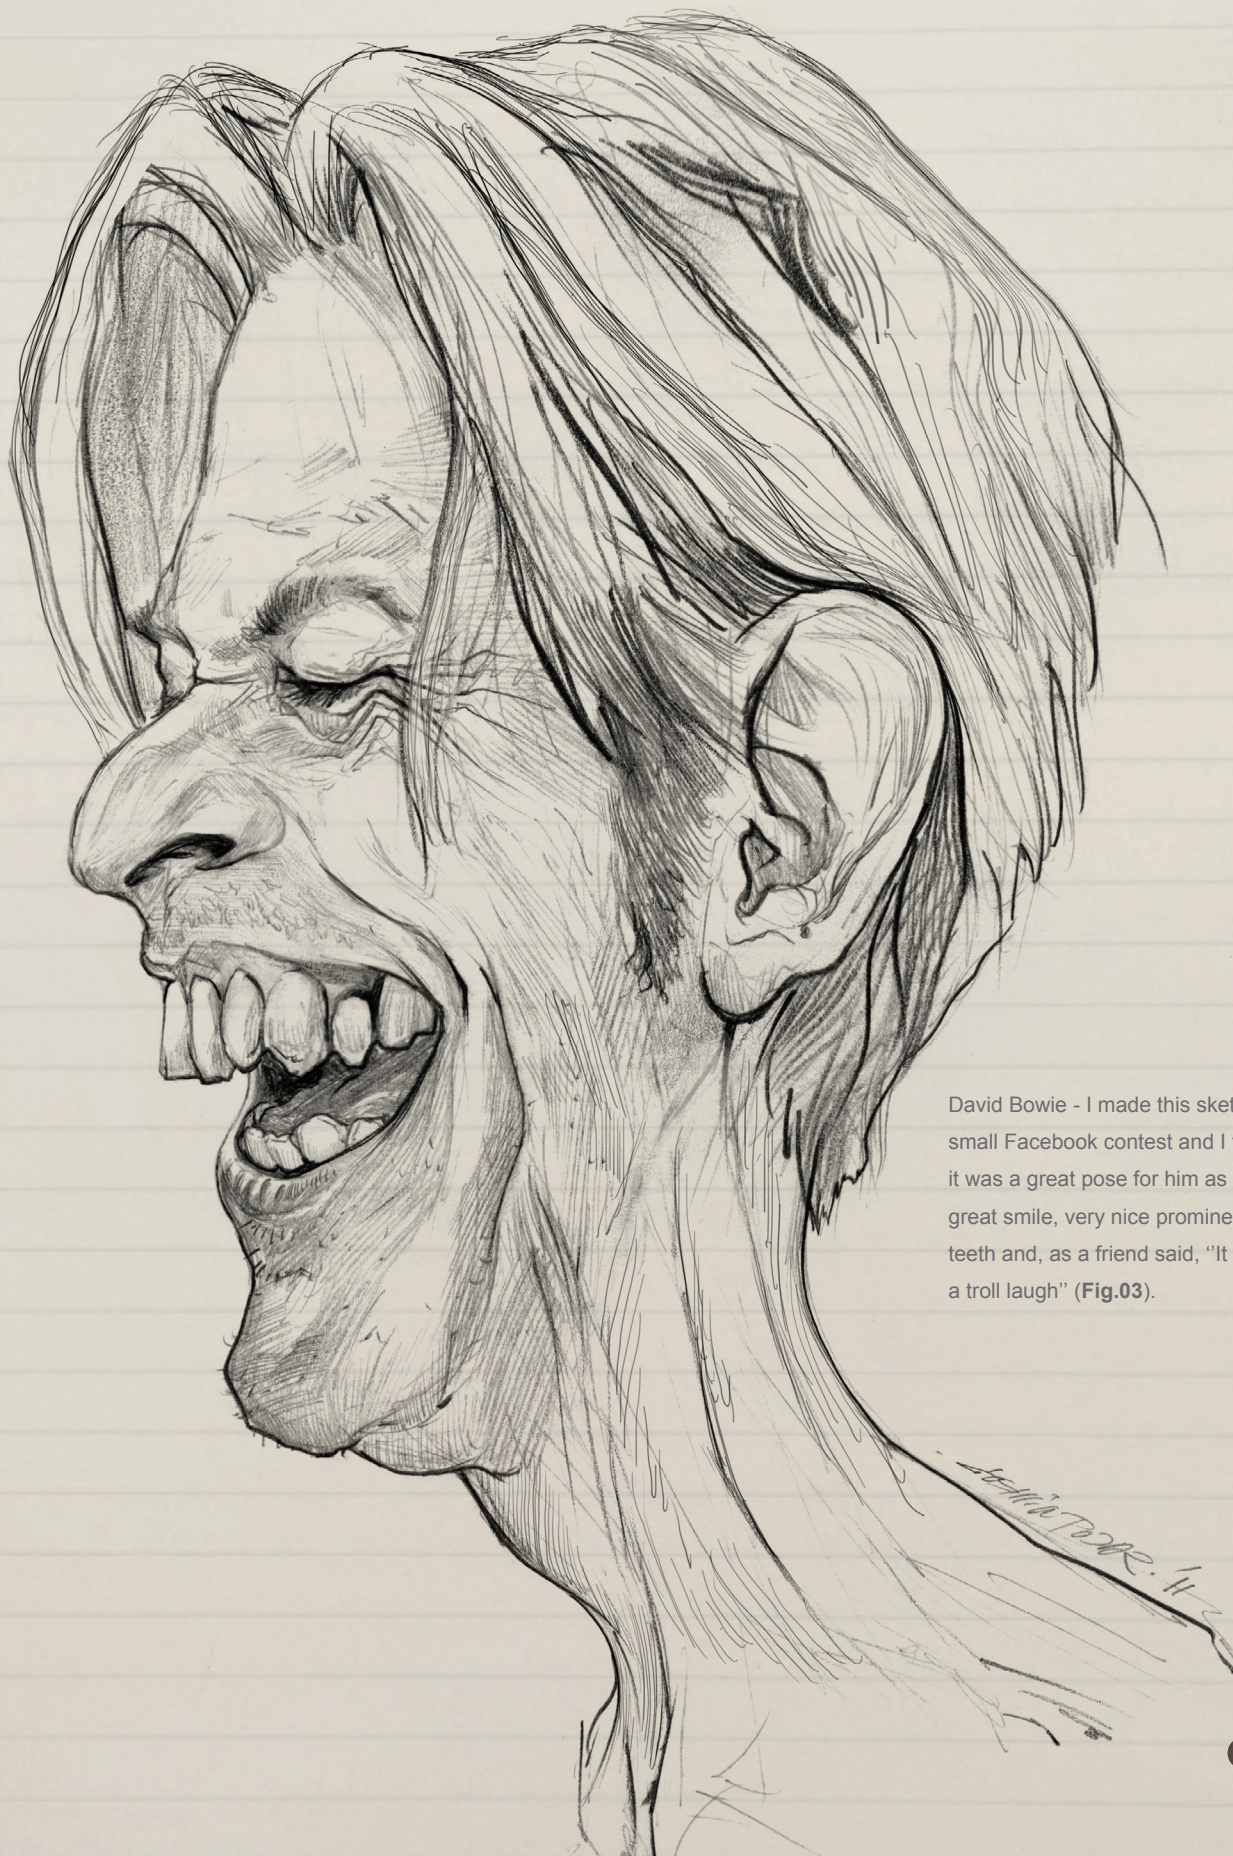 David Bowie - I made this sket
small Facebook contest and I
it was a great pose for him as
great smile, very nice promine
teeth and, as a friend said, ‘’It
a troll laugh’’ (Fig.03).
'11